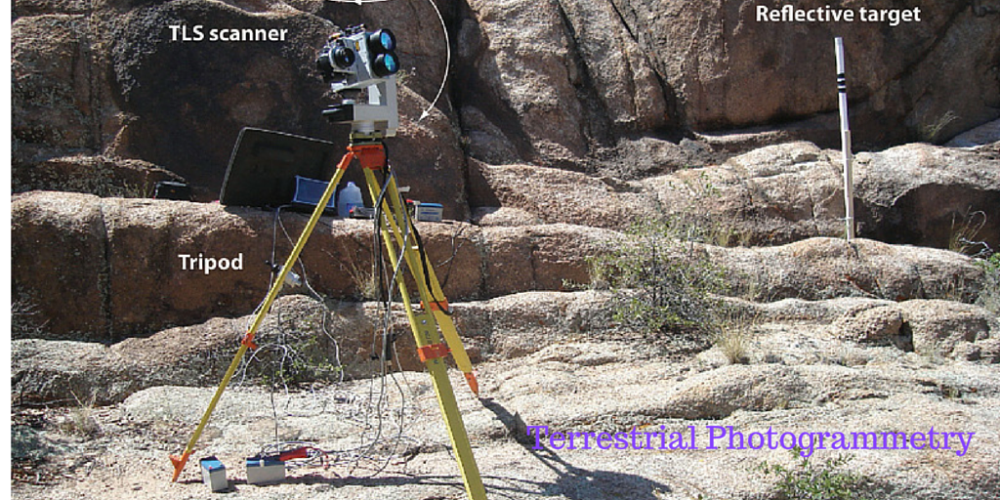 TLS scanner
Reflective target
Tripod
Terrestrial Photogrammetry